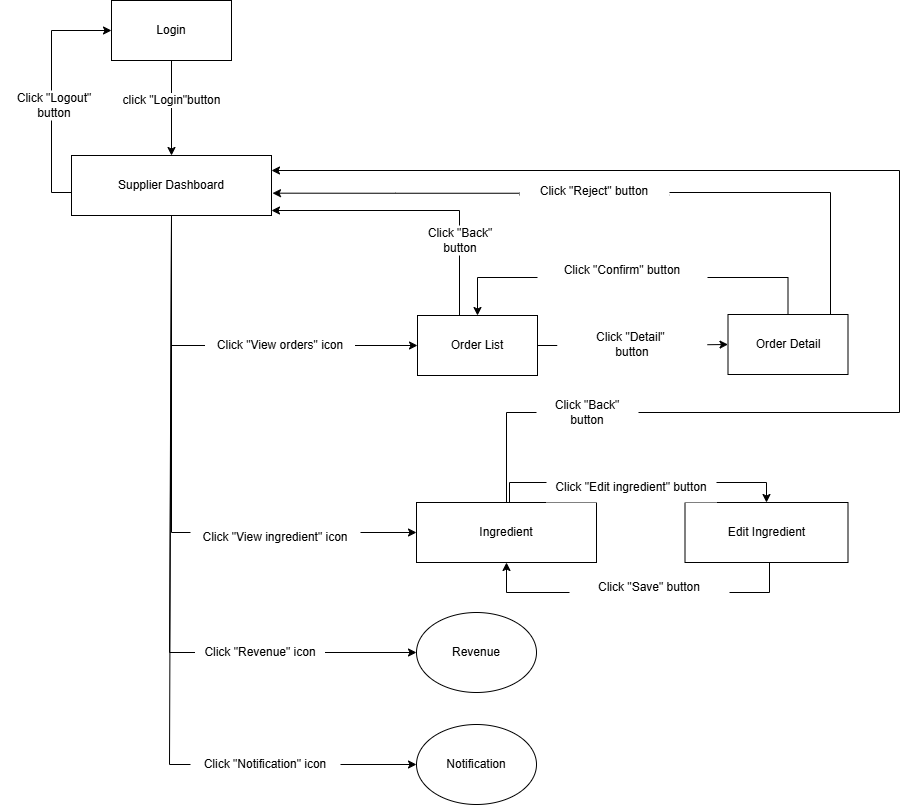 Login
Click "Logout"
button
click "Login"button
Supplier Dashboard
Click "Reject" button
Click "Back"
button
Click "Confirm" button
Click "View orders" icon
Order List
Click "Detail"
button
Order Detail
Click "Back"
button
Click "Edit ingredient" button
Click "View ingredient" icon
Ingredient
Edit Ingredient
Click "Save" button
Click "Revenue" icon
Revenue
Click "Notification" icon
Notification